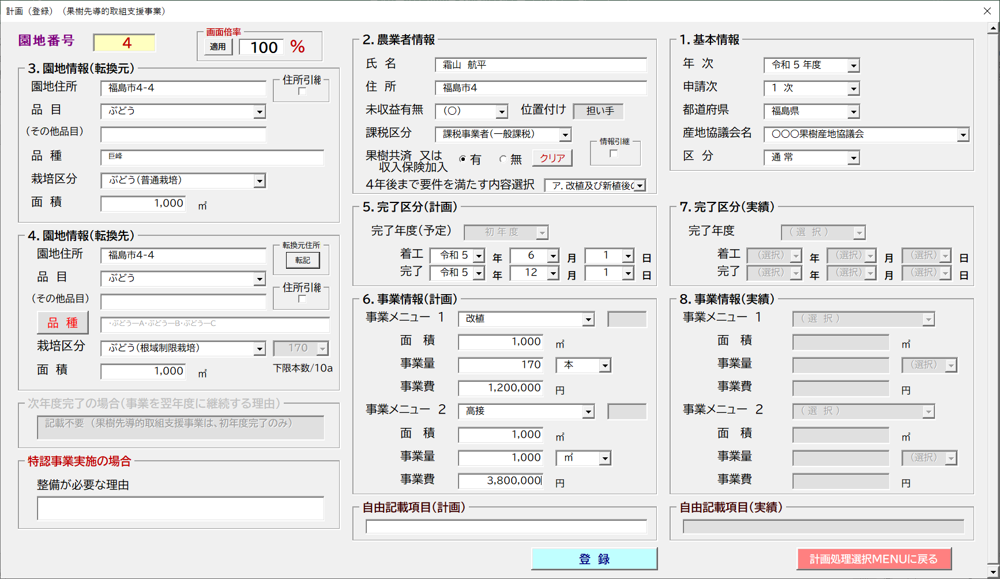 計画（登録）（果樹先導的取組支援事業）
園地番号 4
画面倍率
適用 100 %
3. 園地情報(転換元)
園地住所 福島市4-4
住所引継
品 目 ぶどう
(その他品目)
品 種 巨峰
栽培区分 ぶどう(普通栽培)
面 積 1,000 ㎡
4. 園地情報(転換先)
園地住所 福島市4-4
転換元住所
転記
品 目 ぶどう
住所引継
(その他品目)
品 種 ・ぶどう―A・ぶどう―B・ぶどう―C
栽培区分 ぶどう(根域制限栽培) 170
面 積 1,000 ㎡ 下限本数/10a
次年度完了の場合(事業を翌年度に継続する理由)
記載不要 (果樹先導的取組支援事業は、初年度完了のみ)
特認事業実施の場合
整備が必要な理由
2. 農業者情報
氏 名 霜山 航平
住 所 福島市4
未収益有無 (○) 位置付け 担い手
課税区分 課税事業者(一般課税)
情報引継
果樹共済 又は
収入保険加入 有 無 クリア
4年後まで要件を満たす内容選択 ア. 改植及び新植後の
5. 完了区分(計画)
完了年度(予定) 初 年 度
着工 令和 5 年 6 月 1 日
完了 令和 5 年 12 月 1 日
6. 事業情報(計画)
事業メニュー 1 改植
面 積 1,000 ㎡
事業量 170 本
事業費 1,200,000 円
事業メニュー 2 高接
面 積 1,000 ㎡
事業量 1,000 ㎡
事業費 3,800,000 円
自由記載項目(計画)
登 録
1. 基本情報
年 次 令和 5 年度
申請次 1 次
都道府県 福島県
産地協議会名 〇〇〇果樹産地協議会
区 分 通 常
7. 完了区分(実績)
完了年度 ( 選 択 )
着工 (選択) 年 (選択) 月 (選択) 日
完了 (選択) 年 (選択) 月 (選択) 日
8. 事業情報(実績)
事業メニュー 1 ( 選 択 )
面 積 ㎡
事業量 (選択)
事業費 円
事業メニュー 2 ( 選 択 )
面 積 ㎡
事業量 (選択)
事業費 円
自由記載項目(実績)
計画処理選択MENUに戻る